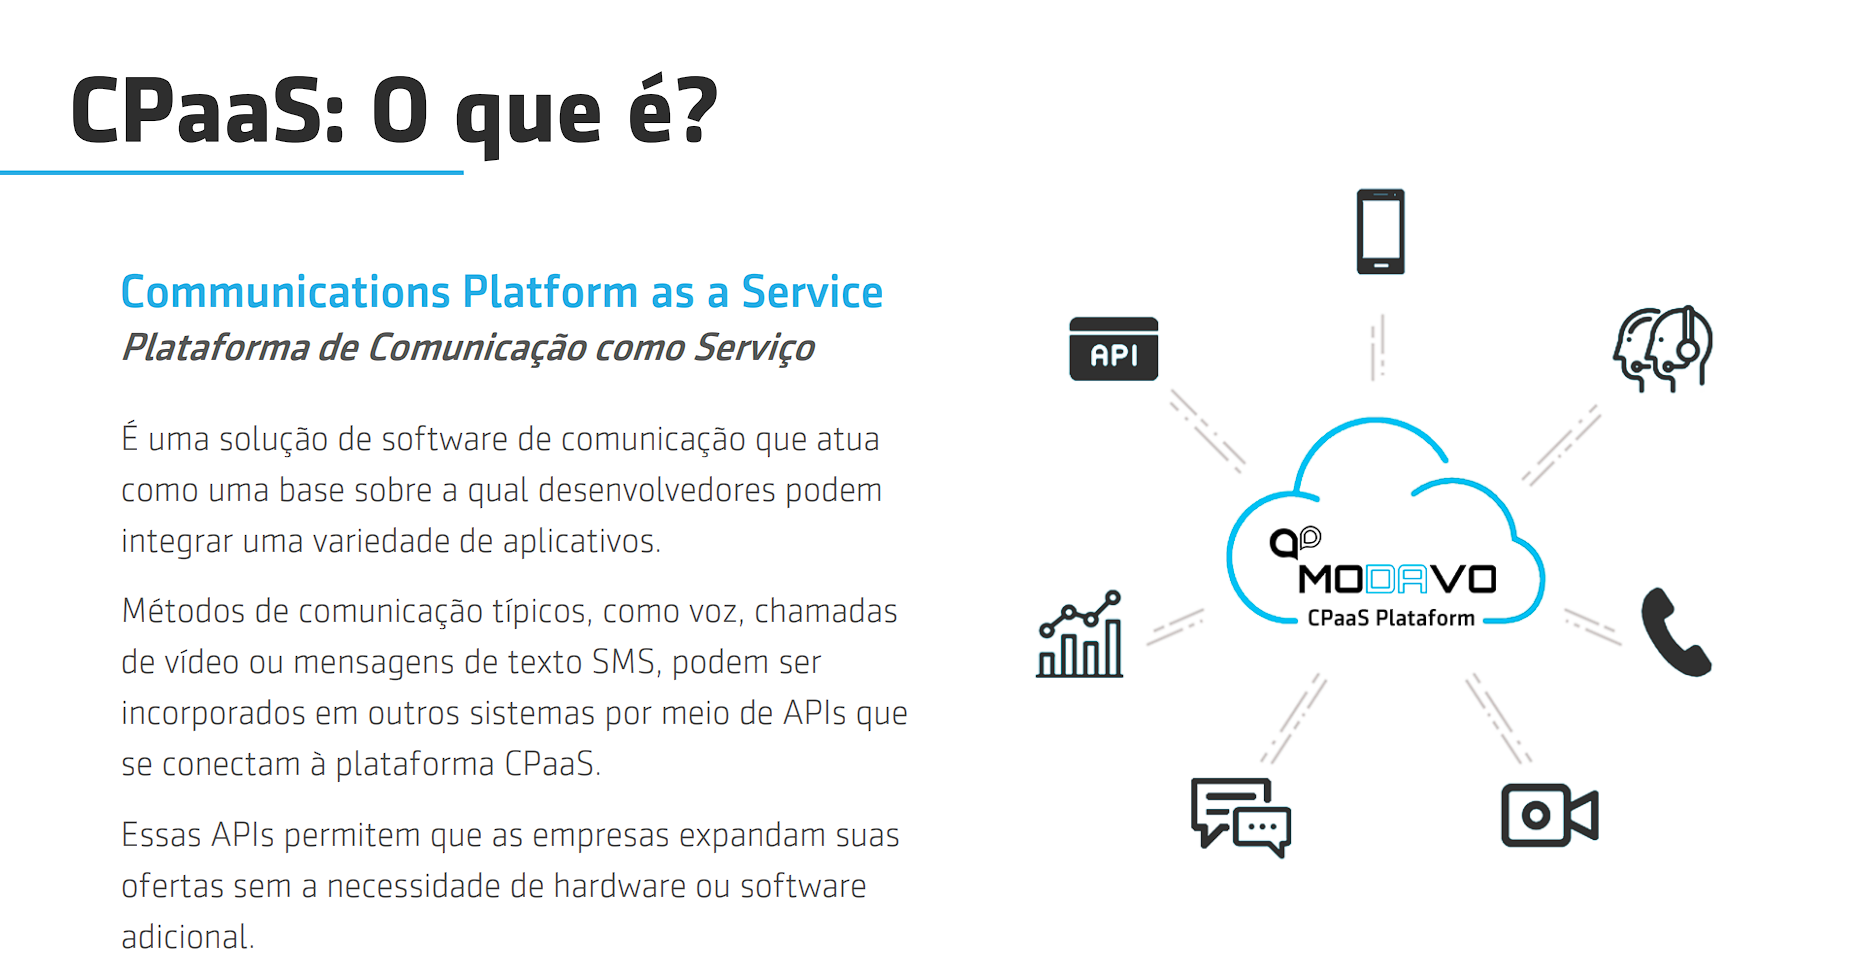 CPaaS: O que é?
Communications Platform as a Service
Plataforma de Comunicação como Serviço
É uma solução de software de comunicação que atua
como uma base sobre a qual desenvolvedores podem
integrar uma variedade de aplicativos.
Métodos de comunicação típicos, como voz, chamadas
de vídeo ou mensagens de texto SMS, podem ser
incorporados em outros sistemas por meio de APIs que
se conectam à plataforma CPaaS.
Essas APIs permitem que as empresas expandam suas
ofertas sem a necessidade de hardware ou software
adicional.
API
MODAVO
CPaaS Plataform